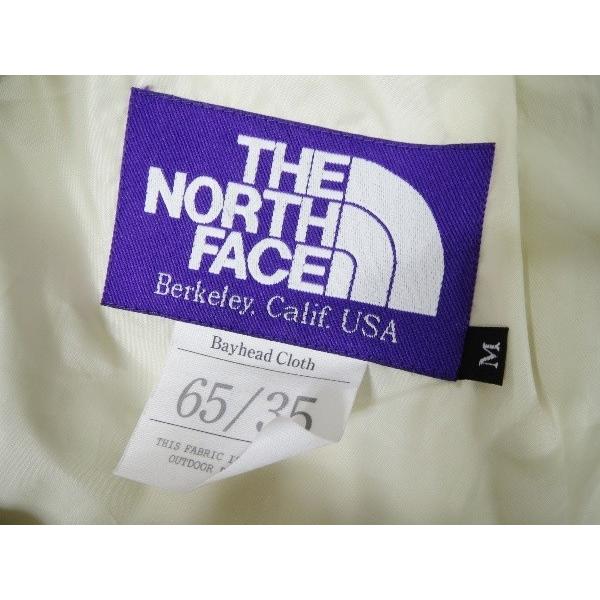 THE
NORTH
FACE
Berkeley, Calif. USA
M
Bayhead Cloth
65/35
THIS FABRIC
OUTDOOR